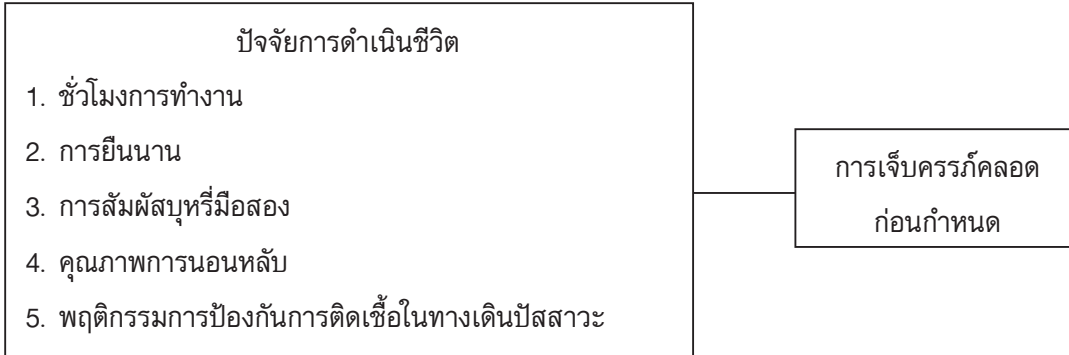 ปัจจัยการดำเนินชีวิต
1. ชั่วโมงการทำงาน
2. การยืนนาน
3. การสัมผัสบุหรี่มือสอง
4. คุณภาพการนอนหลับ
5. พฤติกรรมการป้องกันการติดเชื้อในทางเดินปัสสาวะ
การเจ็บครรภ์คลอด
ก่อนกำหนด